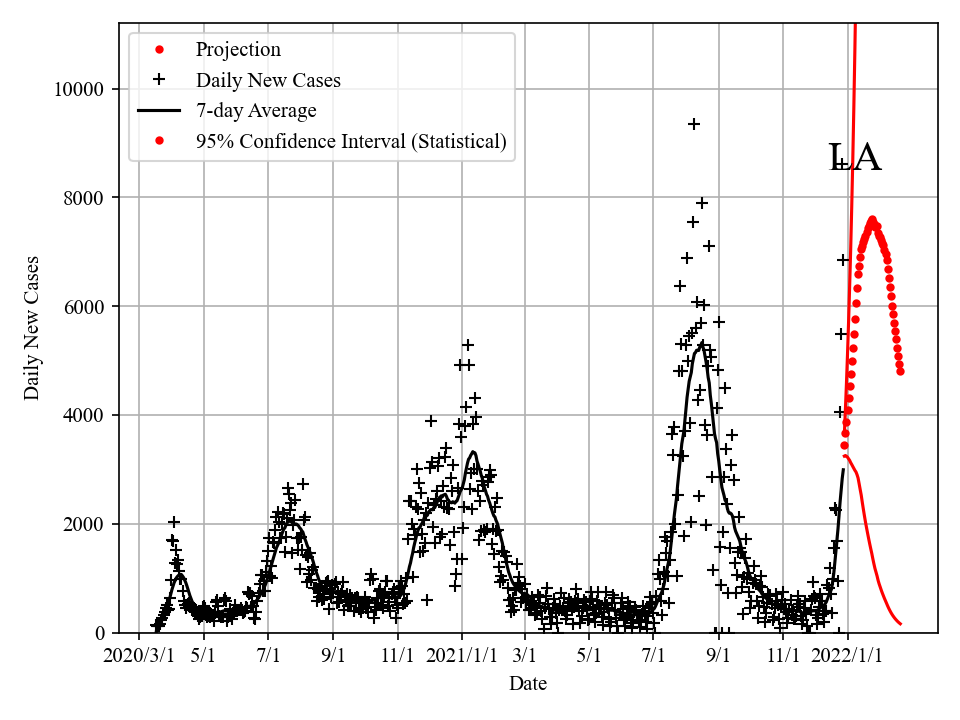 Projection
Daily New Cases
7-day Average
95% Confidence Interval (Statistical)
LA
Daily New Cases
10000
8000
6000
4000
2000
0
2020/3/1 5/1 7/1 9/1 11/1 2021/1/1 3/1 5/1 7/1 9/1 11/1 2022/1/1
Date